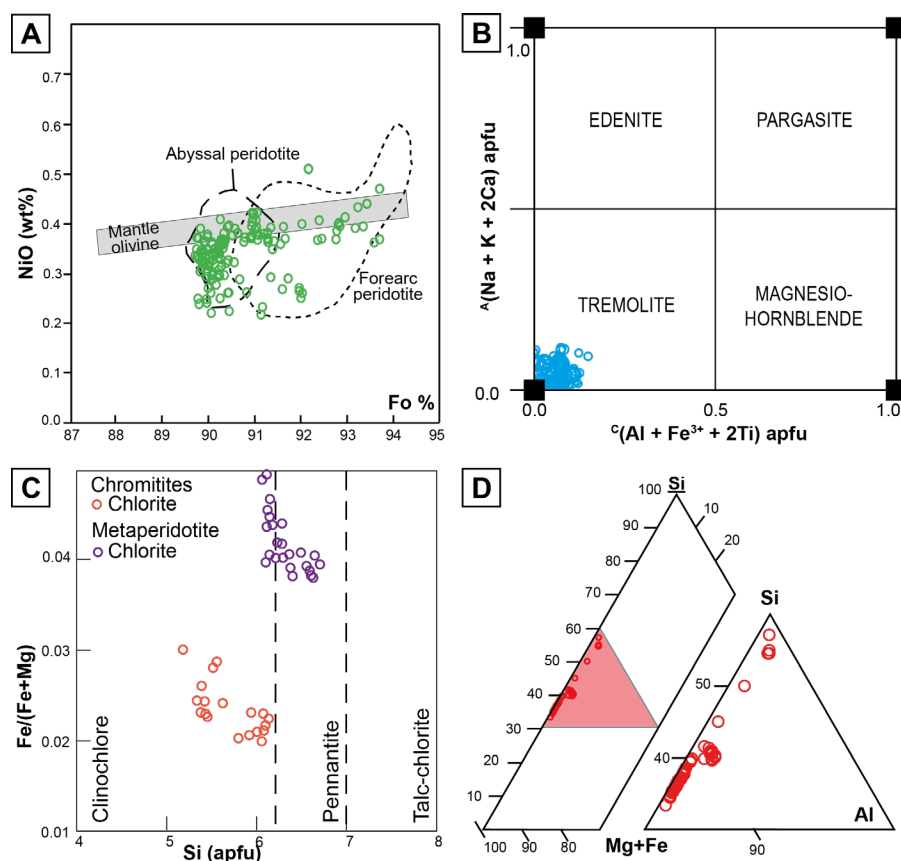 A
NiO (wt%)
0.7
0.6
0.5
0.4
0.3
0.2
0.1
0.0
Abyssal peridotite
Mantle
olivine
Forearc
peridotite
Fo %
87
88
89
90
91
92
93
94
95
B
ᴬ(Na + K + 2Ca) apfu
1.0
0.0
EDENITE
PARGASITE
TREMOLITE
MAGNESIO-
HORNBLENDE
0.0
0.5
1.0
ᶜ(Al + Fe³⁺ + 2Ti) apfu
C
Fe/(Fe+Mg)
Chromitites
Chlorite
Metaperidotite
Chlorite
0.04
0.03
0.02
0.01
Clinochlore
Pennantite
Talc-chlorite
4
5
6
7
8
Si (apfu)
D
Si
100
90
80
70
60
50
40
30
20
10
10
20
100
90
80
Mg+Fe
Si
50
40
Al
90